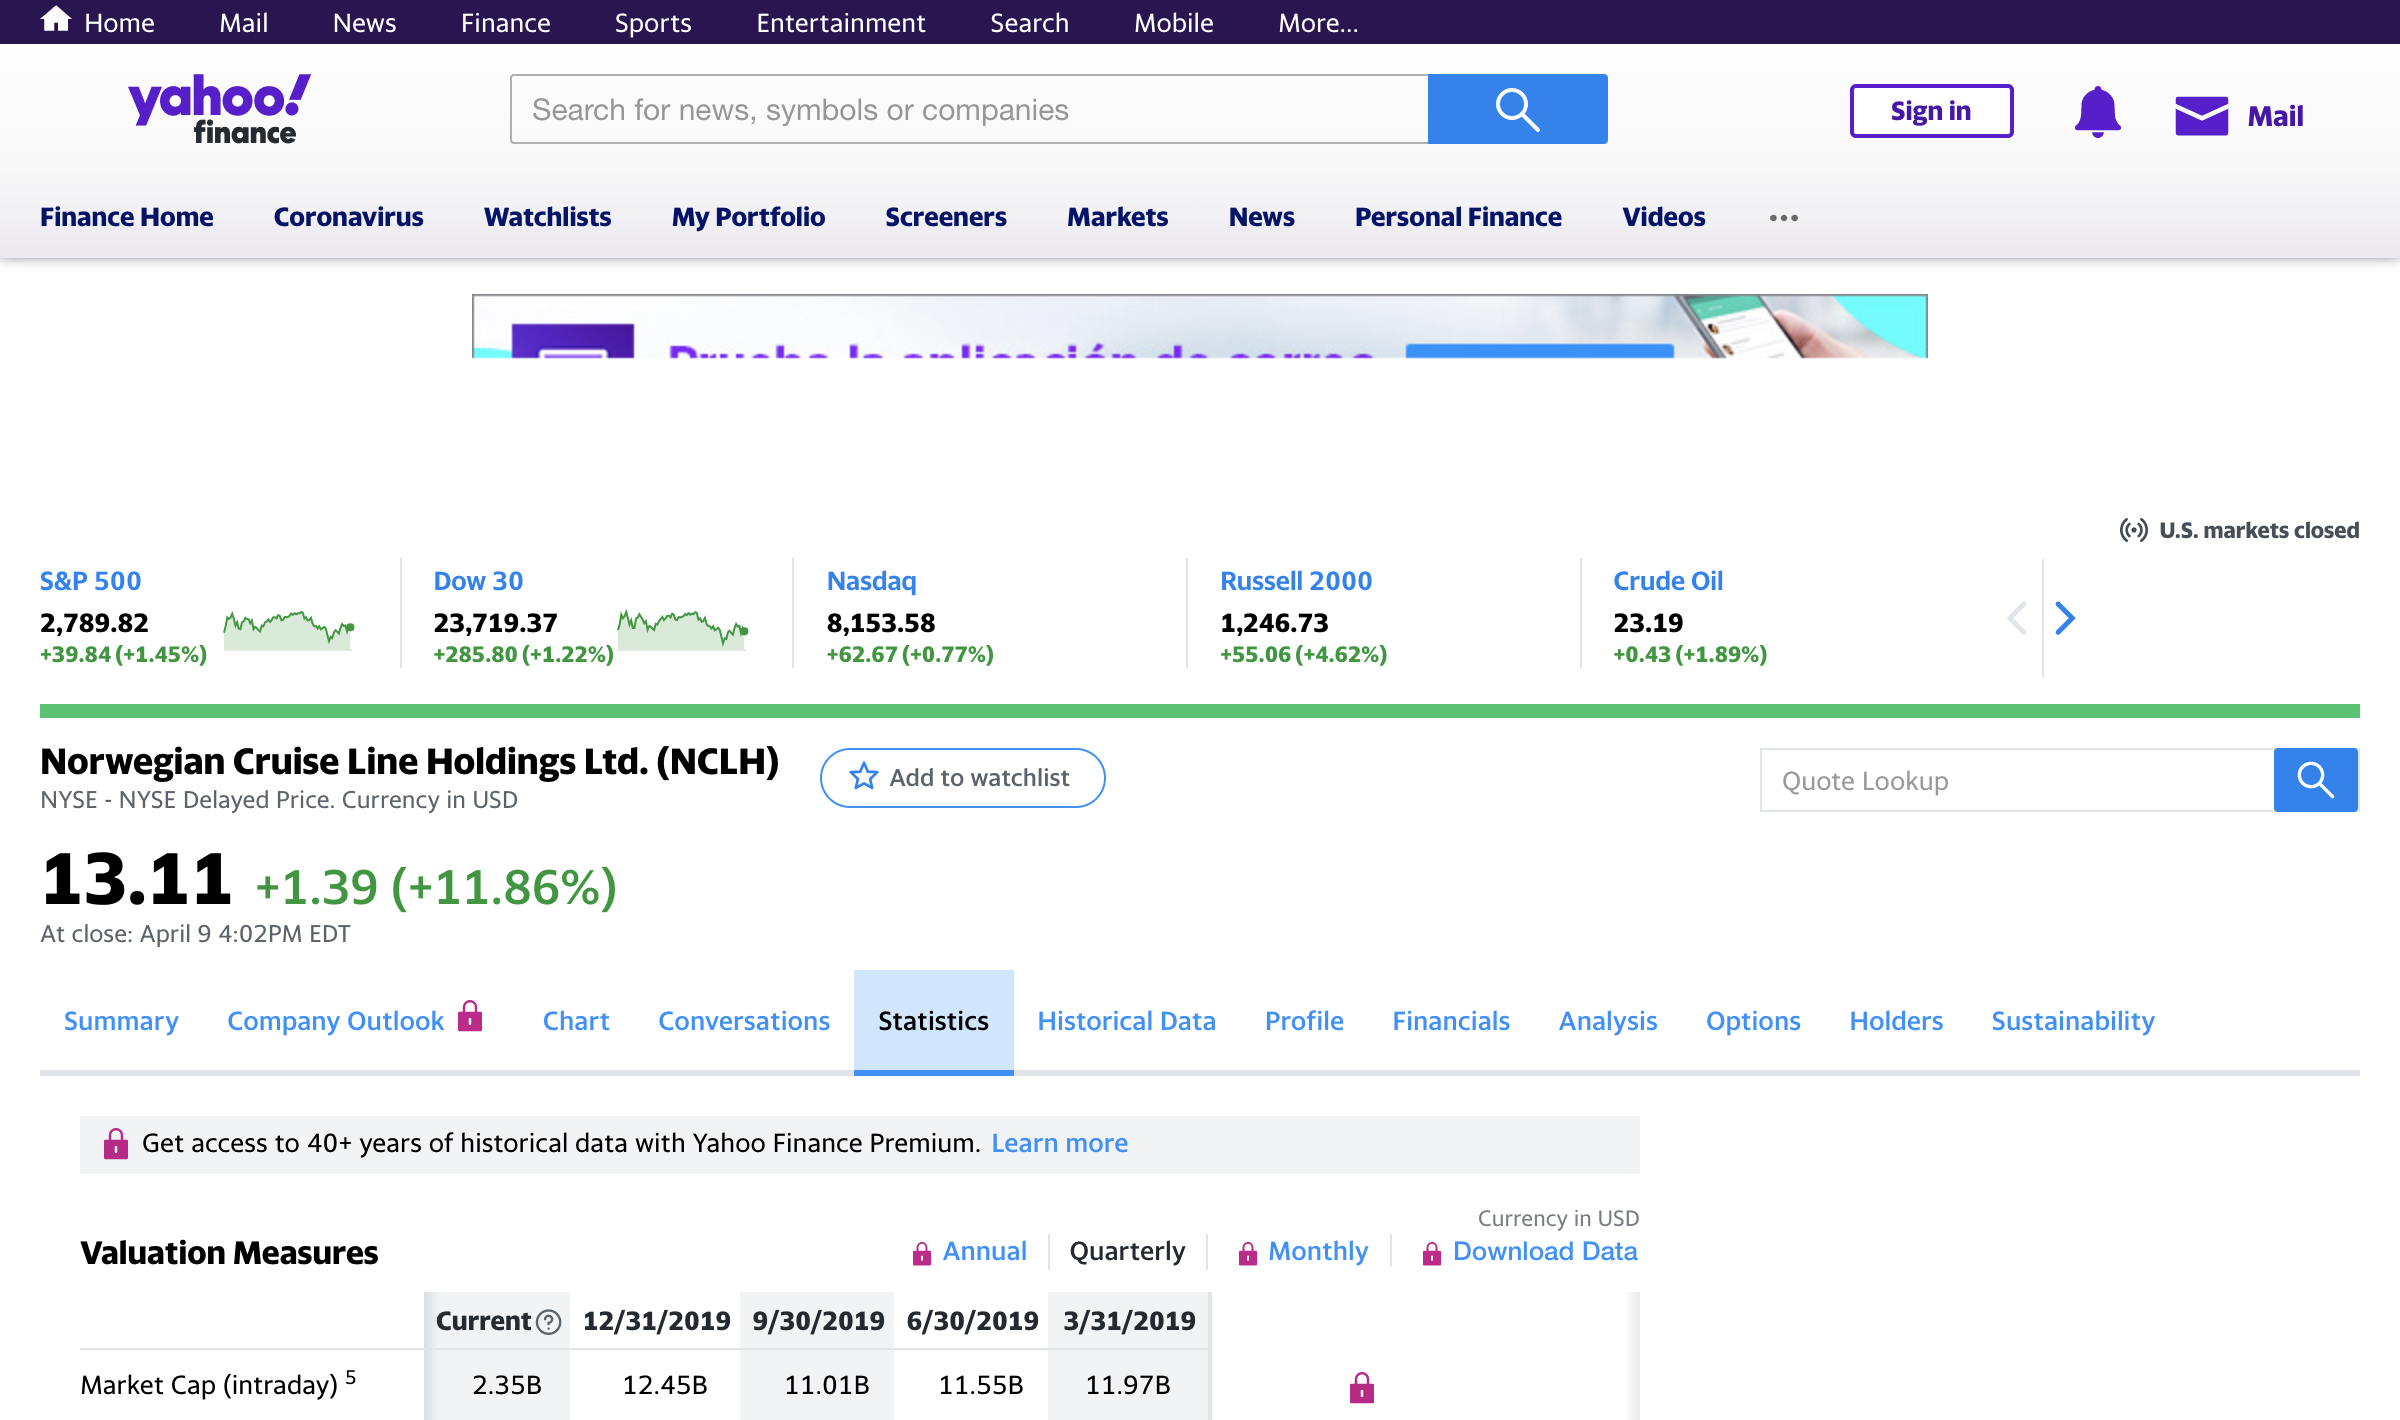 Home Mail News Finance Sports Entertainment Search Mobile More...
yahoo!
finance
Search for news, symbols or companies
Sign in
Mail
Finance Home Coronavirus Watchlists My Portfolio Screeners Markets News Personal Finance Videos ...
Prueba la aplicación de correo
U.S. markets closed
S&P 500
2,789.82
+39.84 (+1.45%)
Dow 30
23,719.37
+285.80 (+1.22%)
Nasdaq
8,153.58
+62.67 (+0.77%)
Russell 2000
1,246.73
+55.06 (+4.62%)
Crude Oil
23.19
+0.43 (+1.89%)
Norwegian Cruise Line Holdings Ltd. (NCLH)
NYSE - NYSE Delayed Price. Currency in USD
Add to watchlist
Quote Lookup
13.11 +1.39 (+11.86%)
At close: April 9 4:02PM EDT
Summary Company Outlook Chart Conversations Statistics Historical Data Profile Financials Analysis Options Holders Sustainability
Get access to 40+ years of historical data with Yahoo Finance Premium. Learn more
Currency in USD
Valuation Measures Annual Quarterly Monthly Download Data
Current ? 12/31/2019 9/30/2019 6/30/2019 3/31/2019
Market Cap (intraday) 5 2.35B 12.45B 11.01B 11.55B 11.97B